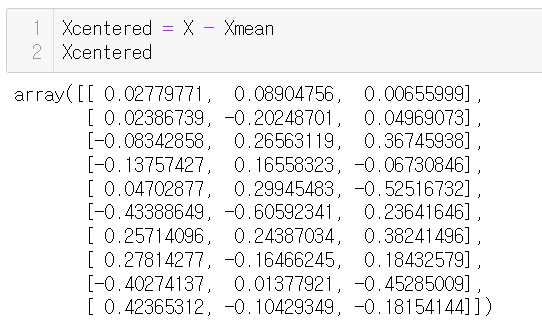 1 Xcentered = X - Xmean
2 Xcentered
array([[ 0.02779771, 0.08904756, 0.00655999],
[ 0.02386739, -0.20248701, 0.04969073],
[-0.08342858, 0.26563119, 0.36745938],
[-0.13757427, 0.16558323, -0.06730846],
[ 0.04702877, 0.29945483, -0.52516732],
[-0.43388649, -0.60592341, 0.23641646],
[ 0.25714096, 0.24387034, 0.38241496],
[ 0.27814277, -0.16466245, 0.18432579],
[-0.40274137, 0.01377921, -0.45285009],
[ 0.42365312, -0.10429349, -0.18154144]])